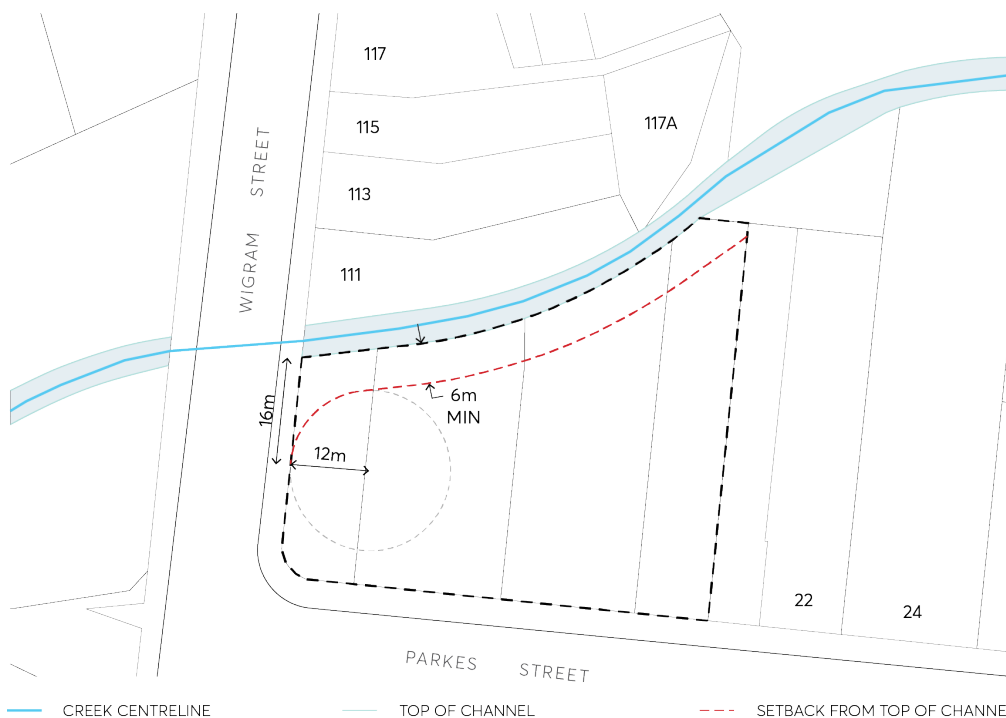 117
115
117A
113
111
WIGRAM STREET
16m
12m
6m
MIN
22
24
PARKES STREET
CREEK CENTRELINE
TOP OF CHANNEL
SETBACK FROM TOP OF CHANNE